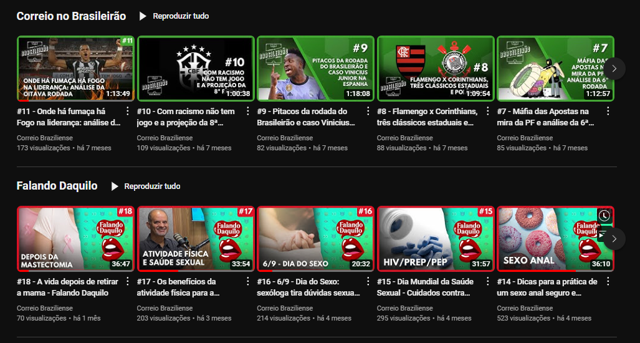 Correio no Brasileirão
Reproduzir tudo
#11
ONDE HÁ FUMAÇA HÁ FOGO
NA LIDERANÇA: ANÁLISE DA
OITAVA RODADA
1:13:49
#11 - Onde há fumaça há
Fogo na liderança: análise d...
Correio Braziliense
173 visualizações • há 7 meses
#10
COM RACISMO NÃO
TEM JOGO
E A PROJEÇÃO
DA 8ª
1:00:38
#10 - Com racismo não tem
jogo e a projeção da 8ª...
Correio Braziliense
109 visualizações • há 7 meses
#9
PITACOS DA RODADA
DO BRASILEIRÃO
E CASO VINICIUS
JUNIOR NA
ESPANHA
1:18:08
#9 - Pitacos da rodada do
Brasileirão e caso Vinicius...
Correio Braziliense
82 visualizações • há 7 meses
#8
FLAMENGO X CORINTHIANS,
TRÊS CLÁSSICOS ESTADUAIS
1:09:54
#8 - Flamengo x Corinthians,
três clássicos estaduais e...
Correio Braziliense
88 visualizações • há 7 meses
#7
MÁFIA DAS
APOSTAS N
MIRA DA PF
ANÁLISE DA 6ª
RODADA
1:12:57
#7 - Máfia das Apostas na
mira da PF e análise da 6ª...
Correio Braziliense
85 visualizações • há 7 meses
Falando Daquilo
Reproduzir tudo
#18
Falando
Daquilo
DEPOIS DA
MASTECTOMIA
36:47
#18 - A vida depois de retirar
a mama - Falando Daquilo
Correio Braziliense
70 visualizações • há 1 mês
#17
Falando
Daquilo
ATIVIDADE FÍSICA
E SAÚDE SEXUAL
33:54
#17 - Os benefícios da
atividade física para a...
Correio Braziliense
203 visualizações • há 3 meses
#16
Falando
Daquilo
6/9 - DIA DO SEXO
20:32
#16 - 6/9 - Dia do Sexo:
sexóloga tira dúvidas sexua...
Correio Braziliense
214 visualizações • há 4 meses
#15
Falando
Daquilo
HIV/PREP/PEP
31:57
#15 - Dia Mundial da Saúde
Sexual - Cuidados contra...
Correio Braziliense
295 visualizações • há 4 meses
Falando
Daquilo
SEXO ANAL
36:10
#14 - Dicas para a prática de
um sexo anal seguro e...
Correio Braziliense
523 visualizações • há 4 meses